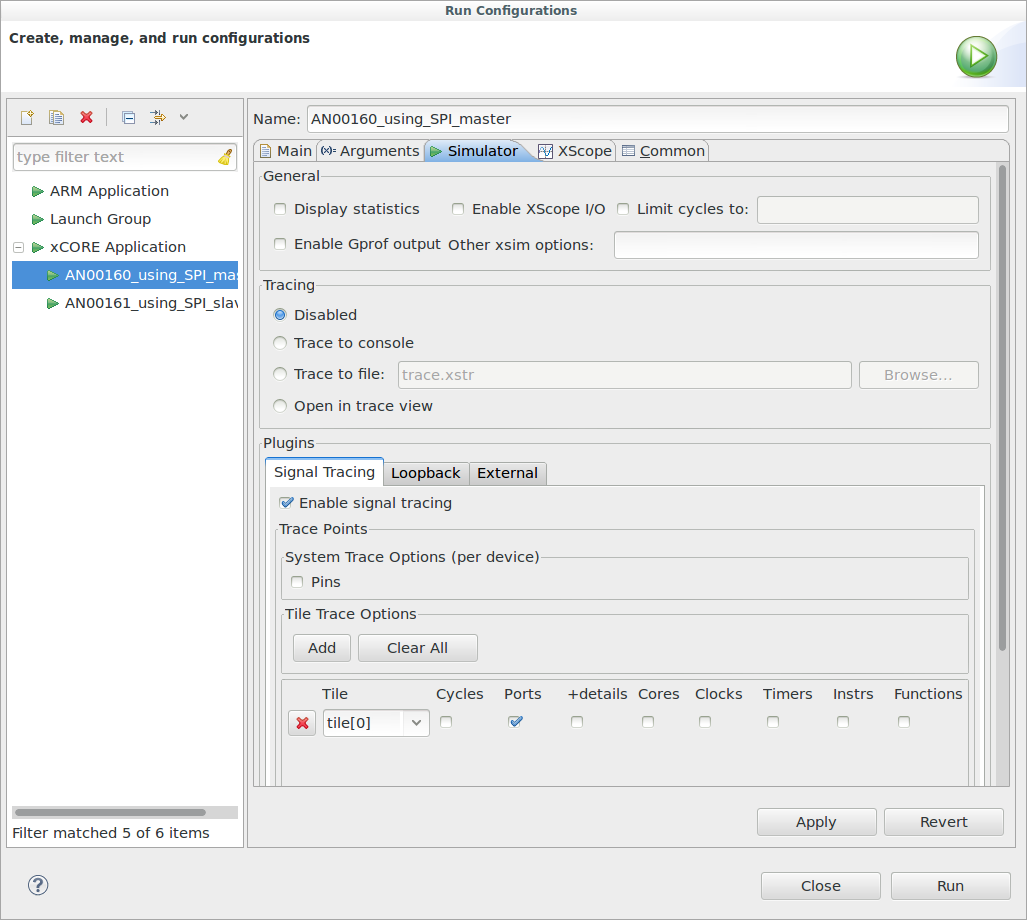 Run Configurations
Create, manage, and run configurations
type filter text
ARM Application
Launch Group
xCORE Application
AN00160_using_SPI_mas
AN00161_using_SPI_slav
Filter matched 5 of 6 items
Name: AN00160_using_SPI_master
Main (x)= Arguments Simulator XScope Common
General
Display statistics Enable XScope I/O Limit cycles to:
Enable Gprof output Other xsim options:
Tracing
Disabled
Trace to console
Trace to file: trace.xstr Browse...
Open in trace view
Plugins
Signal Tracing Loopback External
Enable signal tracing
Trace Points
System Trace Options (per device)
Pins
Tile Trace Options
Add Clear All
Tile Cycles Ports +details Cores Clocks Timers Instrs Functions
tile[0]
Apply Revert
? Close Run